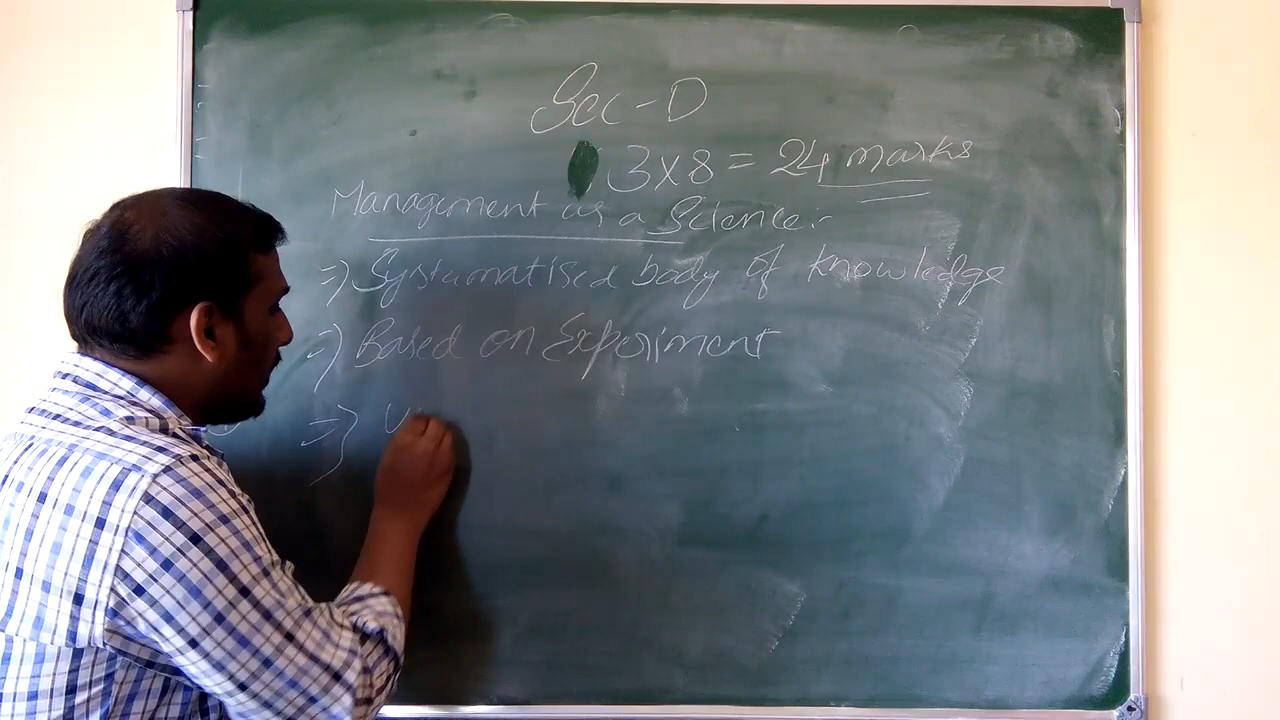 Sec-D
3x8=24 marks
Management as a Science:-
=) Systematised body of knowledge
=) Based on Experiment
=) U